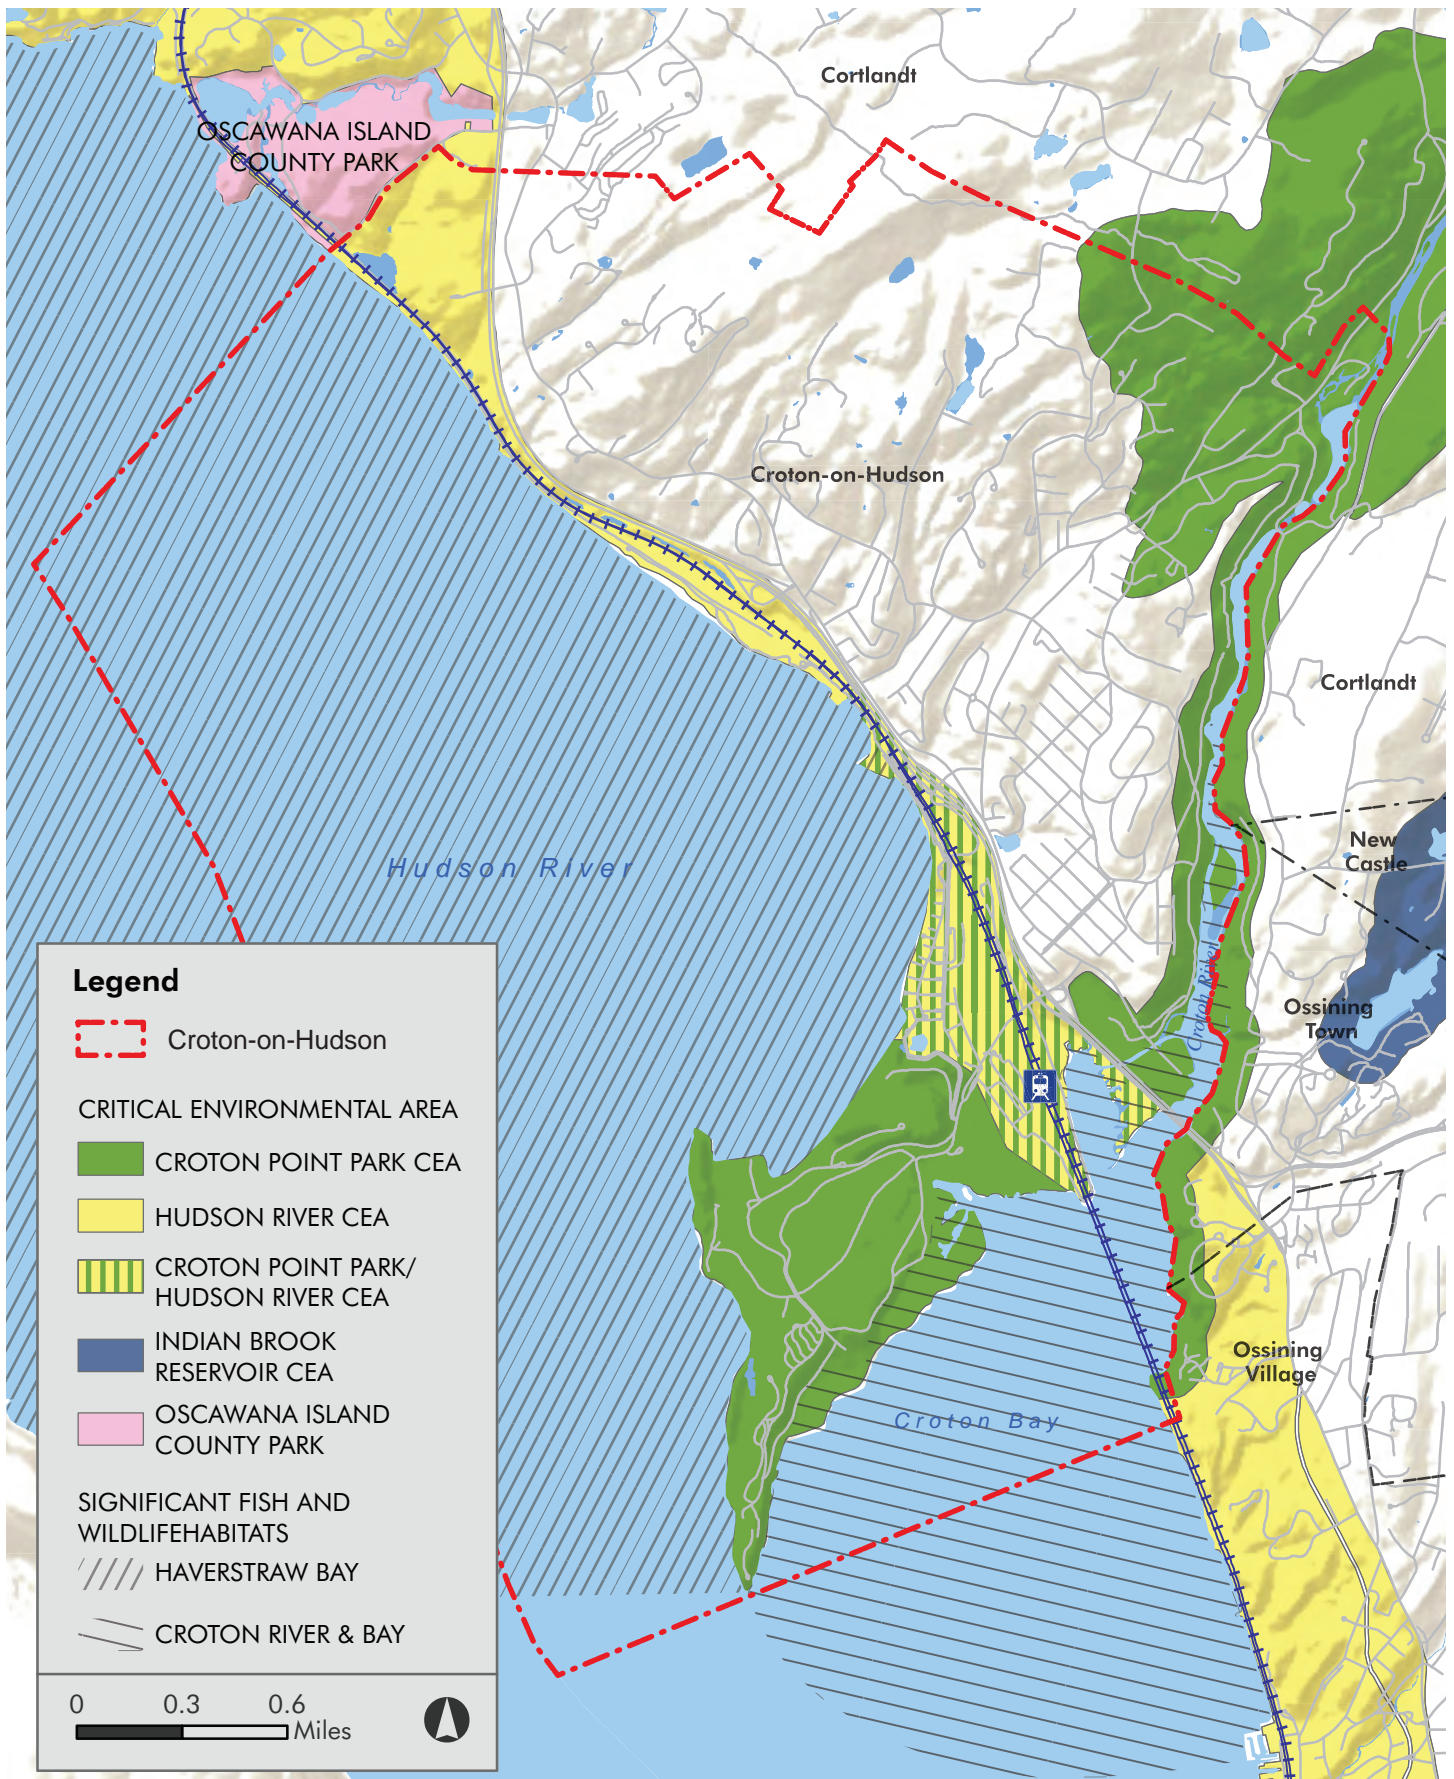 Cortlandt
OSCAWANA ISLAND
COUNTY PARK
Croton-on-Hudson
Cortlandt
New
Castle
Hudson River
Croton River
Ossining
Town
Ossining
Village
Croton Bay
Legend
Croton-on-Hudson
CRITICAL ENVIRONMENTAL AREA
CROTON POINT PARK CEA
HUDSON RIVER CEA
CROTON POINT PARK/
HUDSON RIVER CEA
INDIAN BROOK
RESERVOIR CEA
OSCAWANA ISLAND
COUNTY PARK
SIGNIFICANT FISH AND
WILDLIFEHABITATS
HAVERSTRAW BAY
CROTON RIVER & BAY
0 0.3 0.6
Miles